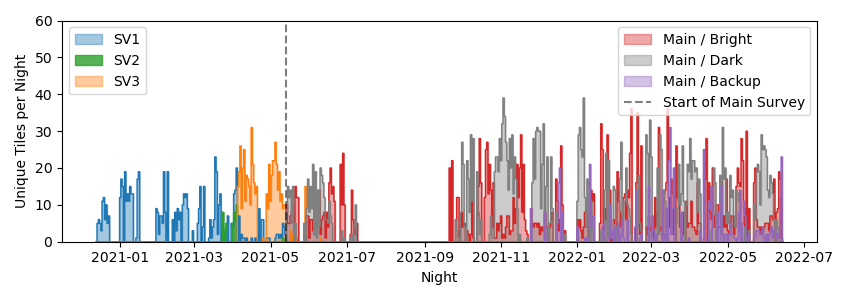 60
50
40
30
20
10
0
Unique Tiles per Night
SV1
SV2
SV3
Main / Bright
Main / Dark
Main / Backup
Start of Main Survey
2021-01 2021-03 2021-05 2021-07 2021-09 2021-11 2022-01 2022-03 2022-05 2022-07
Night